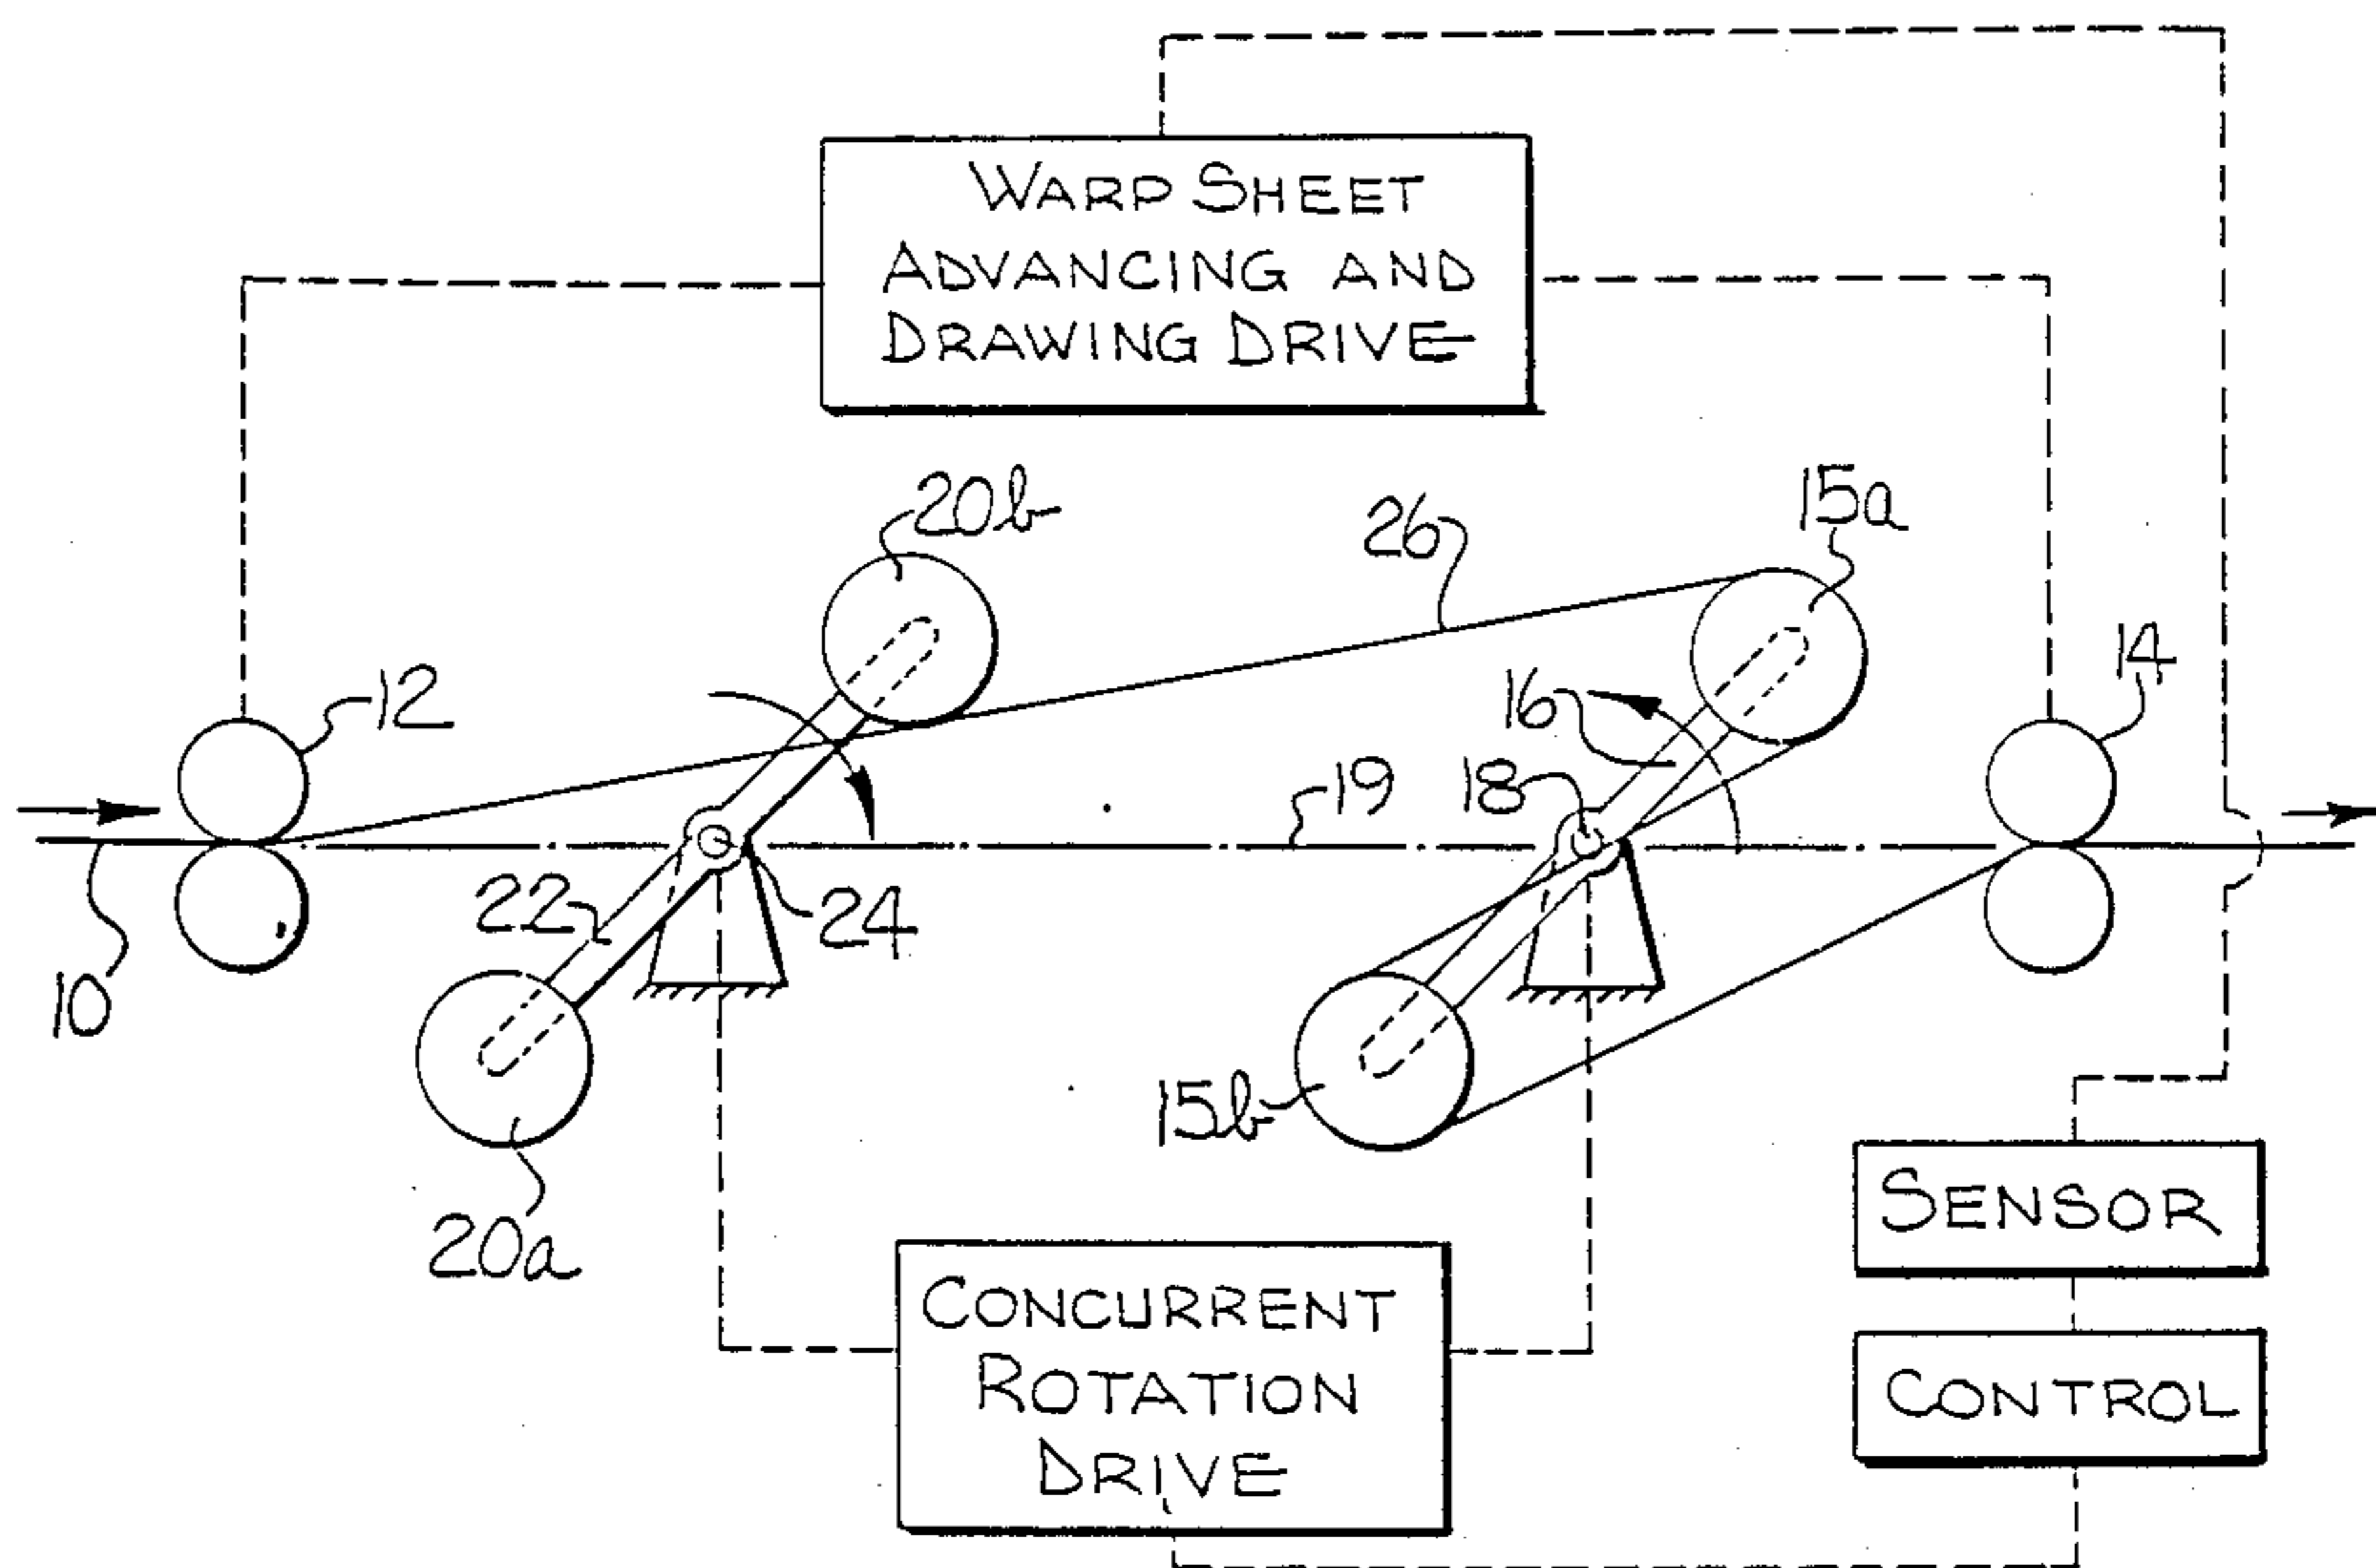 WARP SHEET
ADVANCING AND
DRAWING DRIVE
20b
26
15a
12
16
14
18
19
22
24
10
15b
20a
SENSOR
CONCURRENT
ROTATION
DRIVE
CONTROL